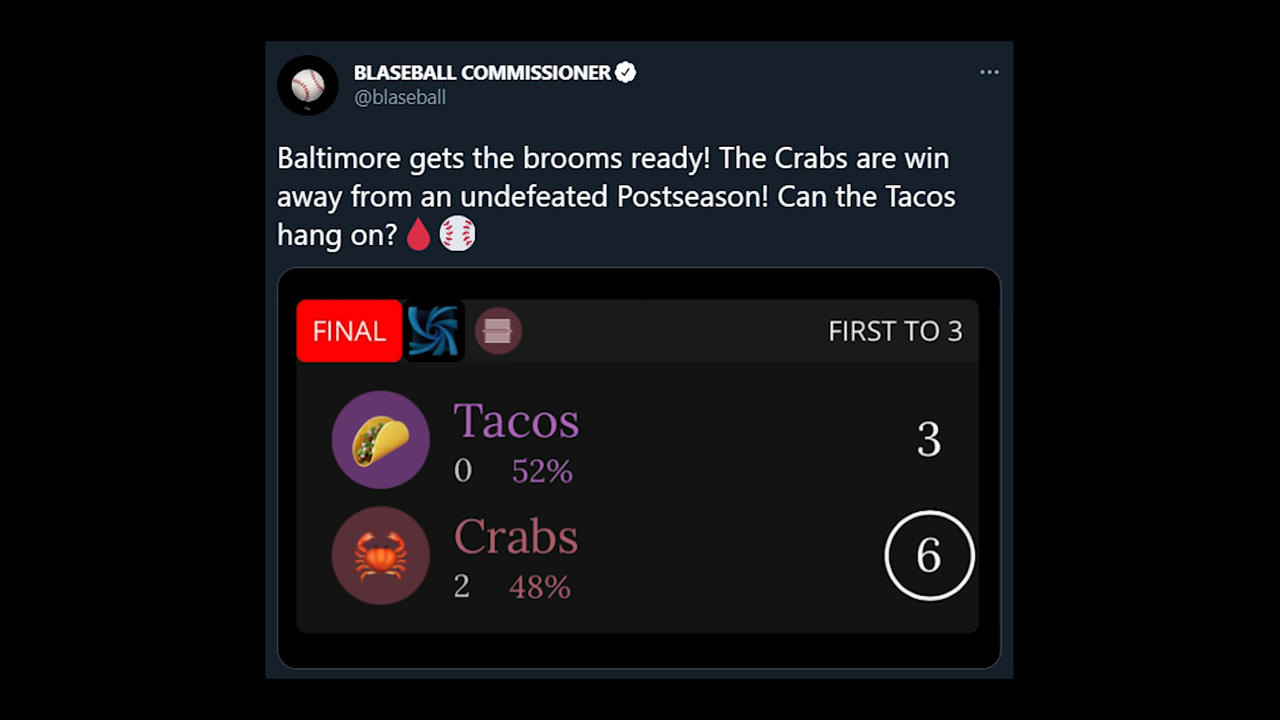 BLASEBALL COMMISSIONER
@blaseball
Baltimore gets the brooms ready! The Crabs are win
away from an undefeated Postseason! Can the Tacos
hang on?🩸⚾
FINAL FIRST TO 3
Tacos 3
0 52%
Crabs 6
2 48%